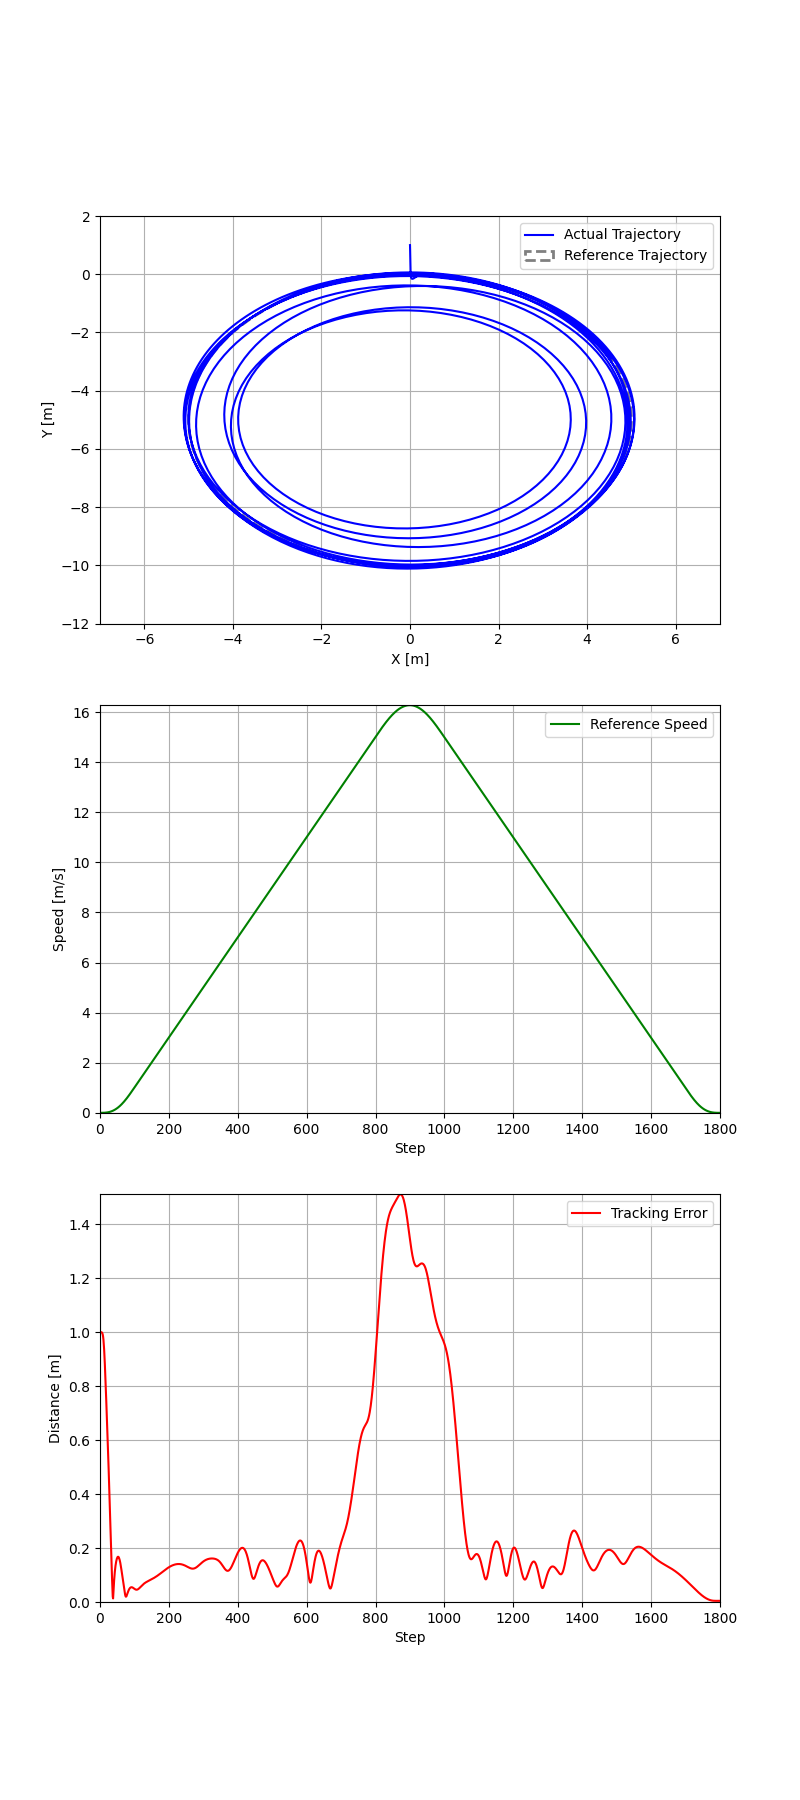 2
0
−2
−4
−6
−8
−10
−12
Y [m]
Actual Trajectory
Reference Trajectory
−6 −4 −2 0 2 4 6
X [m]
16
14
12
10
8
6
4
2
0
Speed [m/s]
Reference Speed
0 200 400 600 800 1000 1200 1400 1600 1800
Step
1.4
1.2
1.0
0.8
0.6
0.4
0.2
0.0
Distance [m]
Tracking Error
0 200 400 600 800 1000 1200 1400 1600 1800
Step